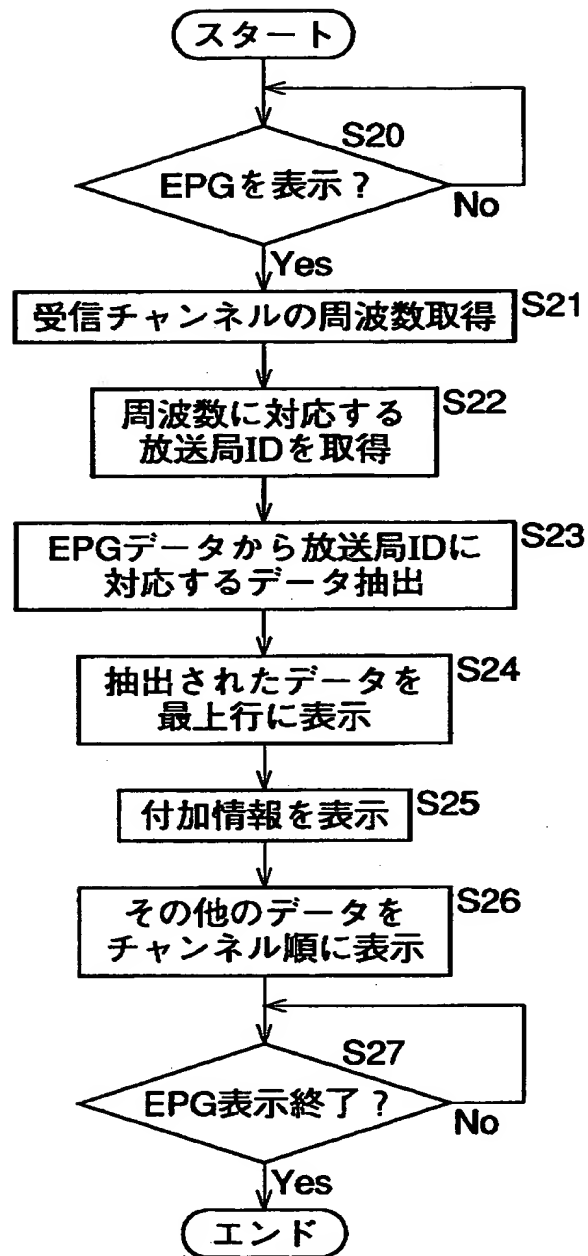 スタート
S20
EPGを表示？
No
Yes
受信チャンネルの周波数取得
S21
周波数に対応する
放送局IDを取得
S22
EPGデータから放送局IDに
対応するデータ抽出
S23
抽出されたデータを
最上行に表示
S24
付加情報を表示
S25
その他のデータを
チャンネル順に表示
S26
S27
EPG表示終了？
No
Yes
エンド